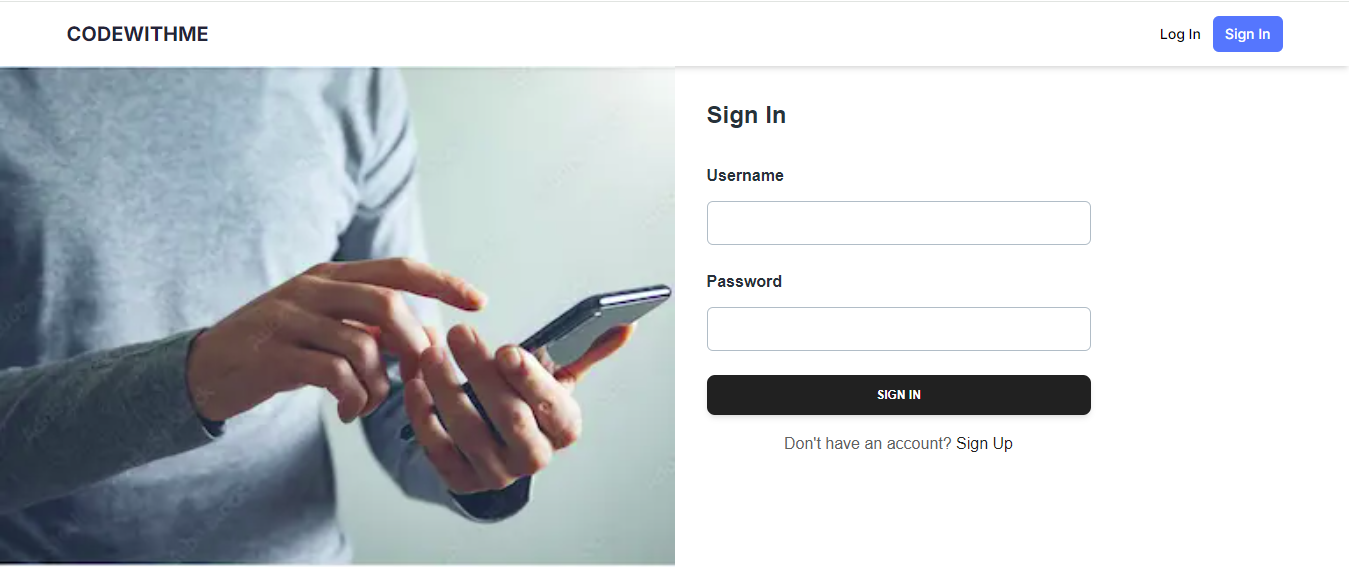 CODEWITHME
Log In
Sign In
Sign In
Username
Password
SIGN IN
Don't have an account? Sign Up